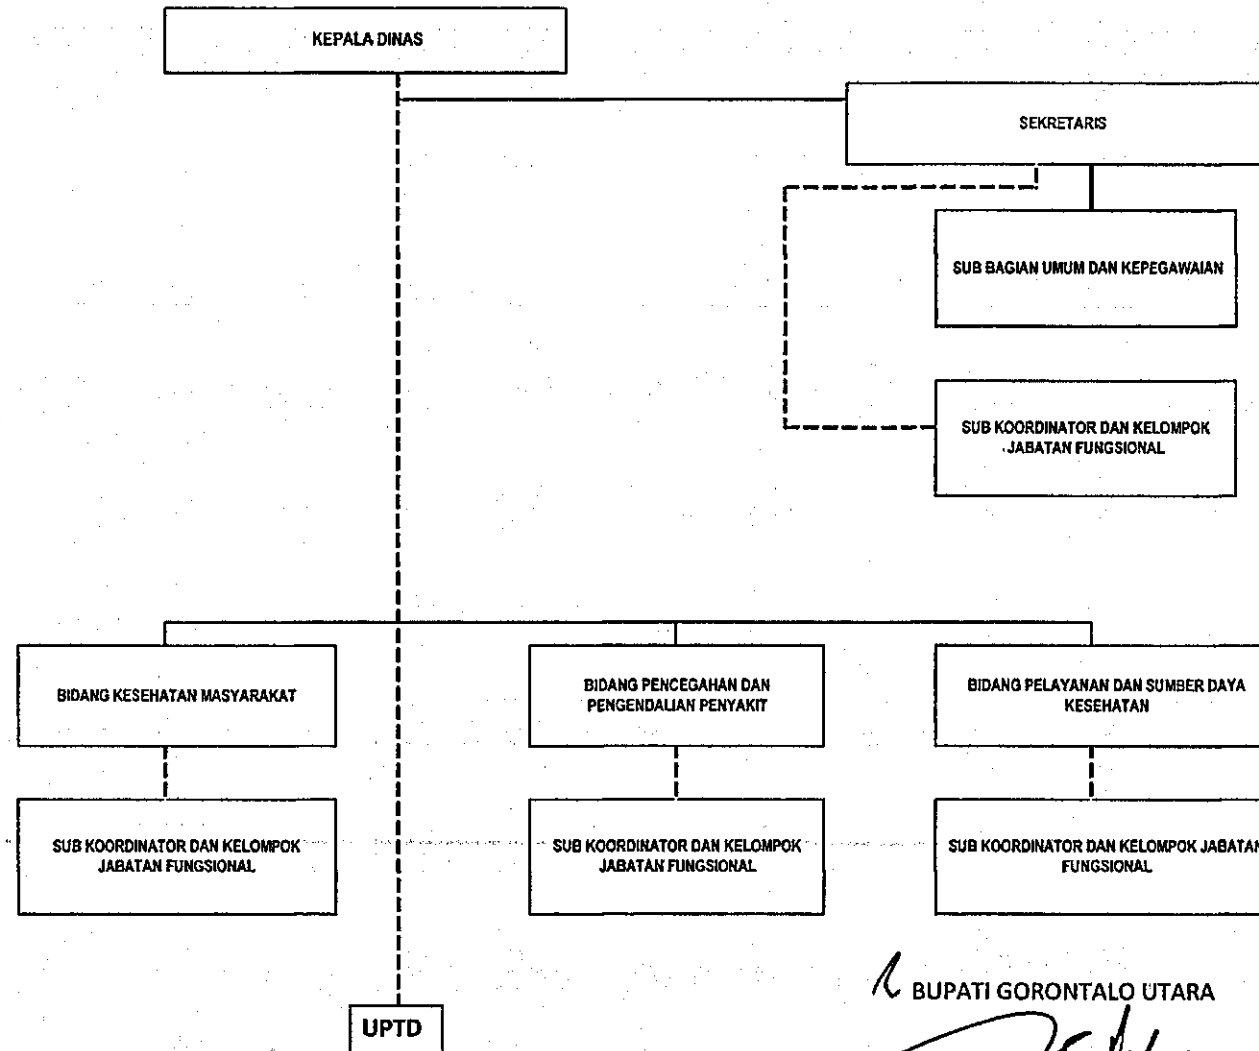 KEPALA DINAS
SEKRETARIS
SUB BAGIAN UMUM DAN KEPEGAWAIAN
SUB KOORDINATOR DAN KELOMPOK
JABATAN FUNGSIONAL
BIDANG KESEHATAN MASYARAKAT
BIDANG PENCEGAHAN DAN
PENGENDALIAN PENYAKIT
BIDANG PELAYANAN DAN SUMBER DAYA
KESEHATAN
SUB KOORDINATOR DAN KELOMPOK
JABATAN FUNGSIONAL
SUB KOORDINATOR DAN KELOMPOK
JABATAN FUNGSIONAL
SUB KOORDINATOR DAN KELOMPOK JABATAN
FUNGSIONAL
BUPATI GORONTALO UTARA
UPTD